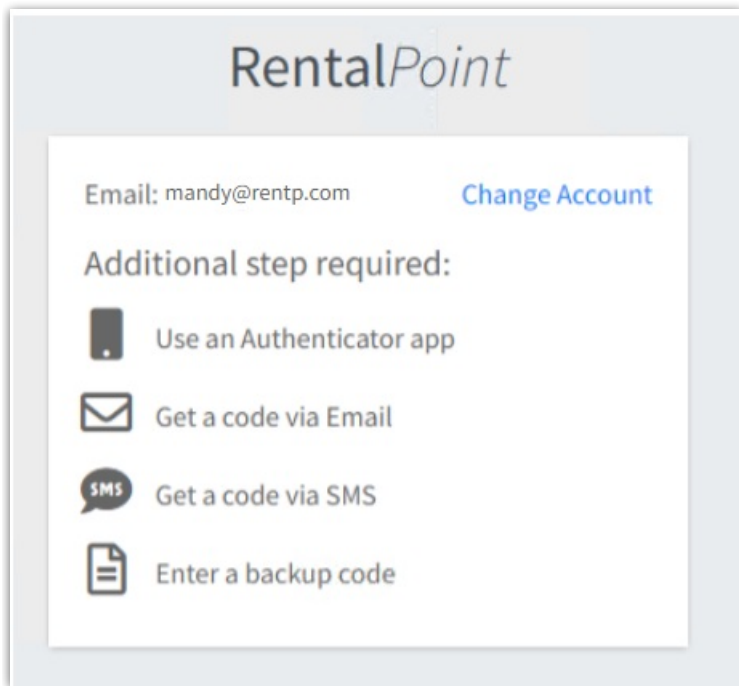 RentalPoint
Email: mandy@rentp.com Change Account
Additional step required:
Use an Authenticator app
Get a code via Email
SMS Get a code via SMS
Enter a backup code